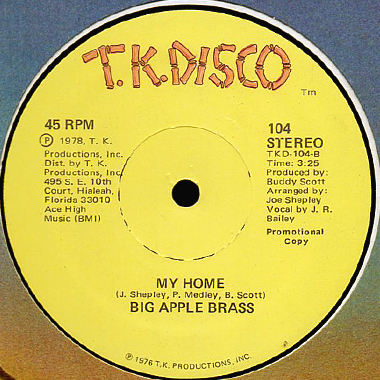 T.K. DISCO
Tm
45 RPM
Ⓟ 1978, T. K.
Productions, Inc.
Dist. by T. K.
Productions, Inc.
495 S. E. 10th
Court, Hialeah,
Florida 33010
Ace High
Music (BMI)
104
STEREO
TKD-104-B
Time: 3:25
Produced by:
Buddy Scott
Arranged by:
Joe Shepley
Vocal by J. R.
Bailey
Promotional
Copy
MY HOME
(J. Shepley, P. Medley, B. Scott)
BIG APPLE BRASS
Ⓟ 1976 T.K. PRODUCTIONS, INC.